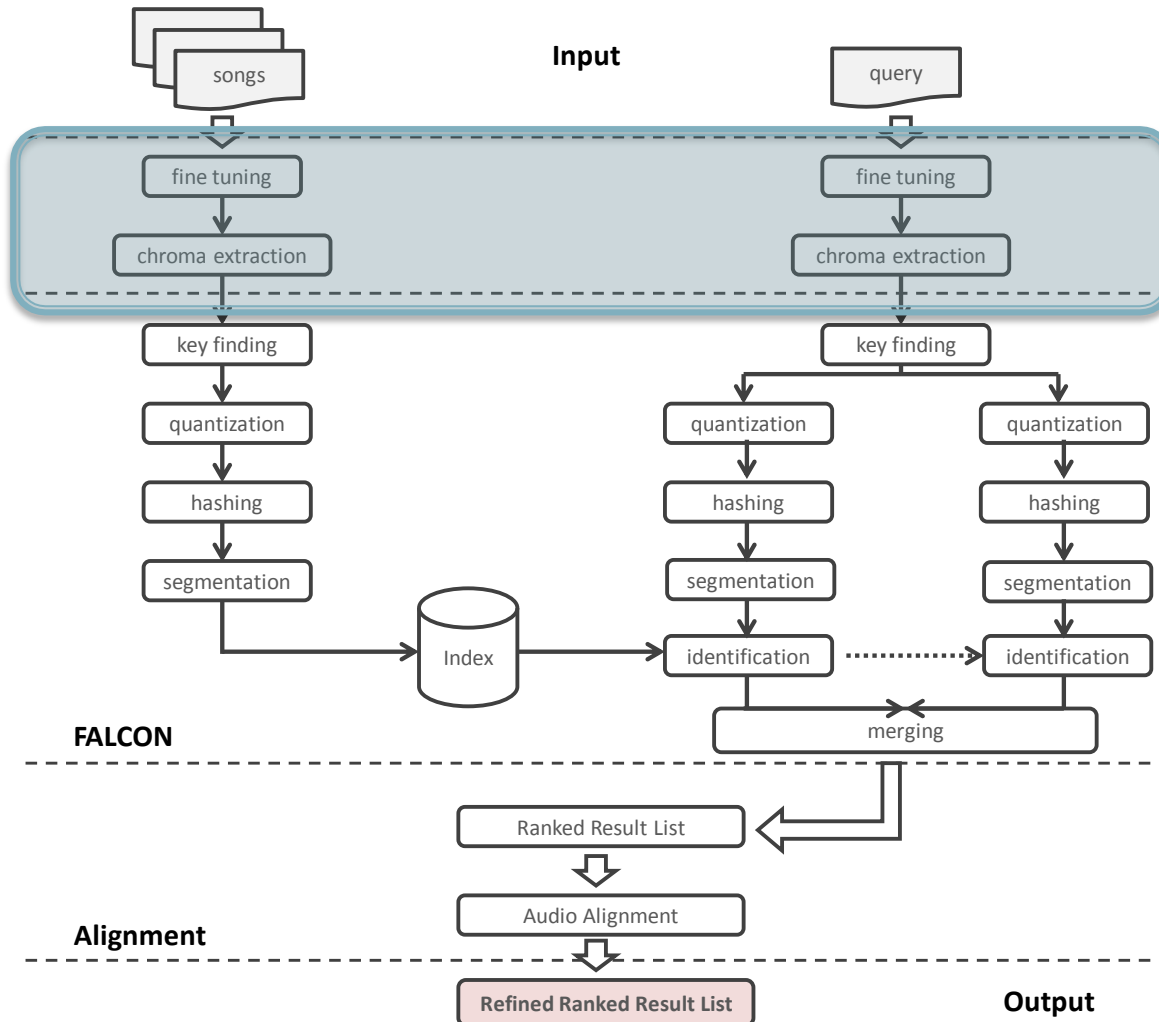 Input
songs
query
fine tuning
fine tuning
chroma extraction
chroma extraction
key finding
key finding
quantization
quantization
quantization
hashing
hashing
hashing
segmentation
segmentation
segmentation
Index
identification
identification
merging
FALCON
Ranked Result List
Audio Alignment
Alignment
Refined Ranked Result List
Output